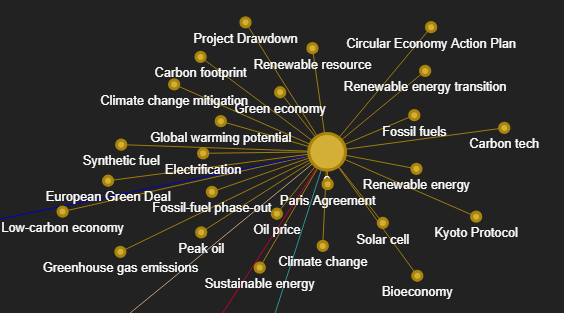 Project Drawdown
Circular Economy Action Plan
Renewable resource
Carbon footprint
Renewable energy transition
Climate change mitigation
Green economy
Fossil fuels
Global warming potential
Carbon tech
Synthetic fuel
Electrification
Renewable energy
European Green Deal
Paris Agreement
Fossil-fuel phase-out
Low-carbon economy
Oil price
Kyoto Protocol
Solar cell
Peak oil
Climate change
Greenhouse gas emissions
Sustainable energy
Bioeconomy